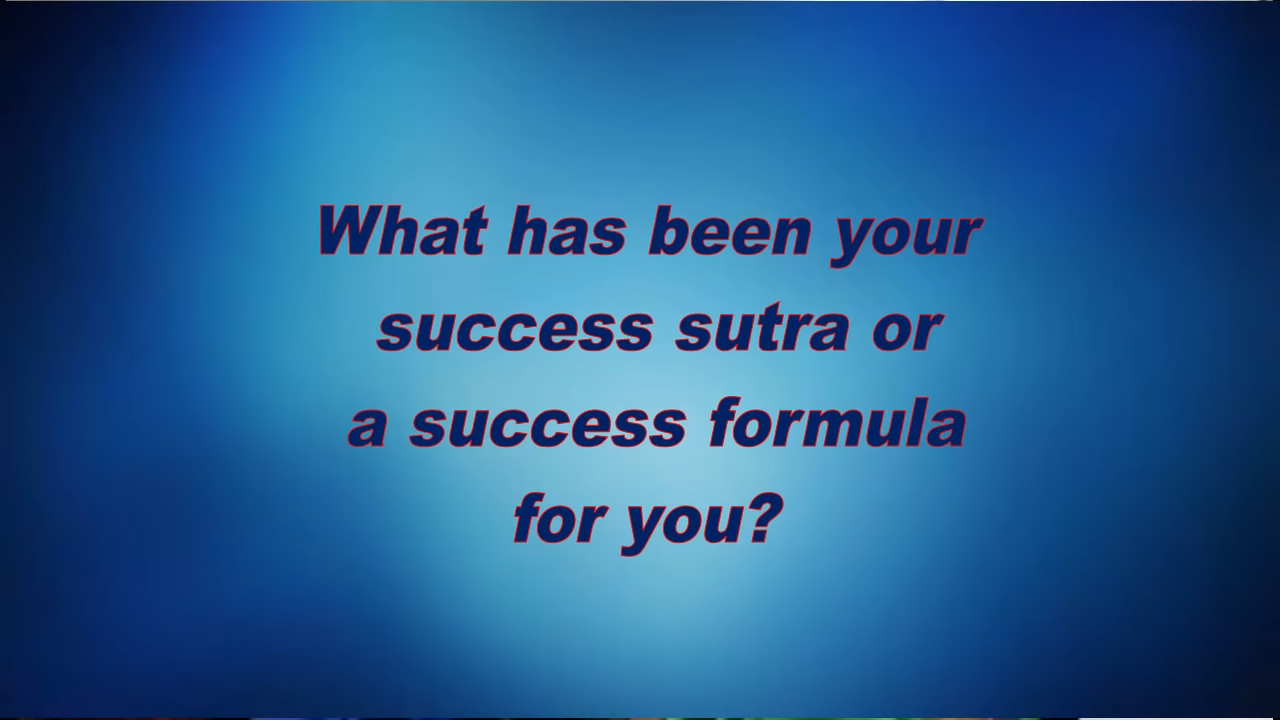 What has been your
success sutra or
a success formula
for you?